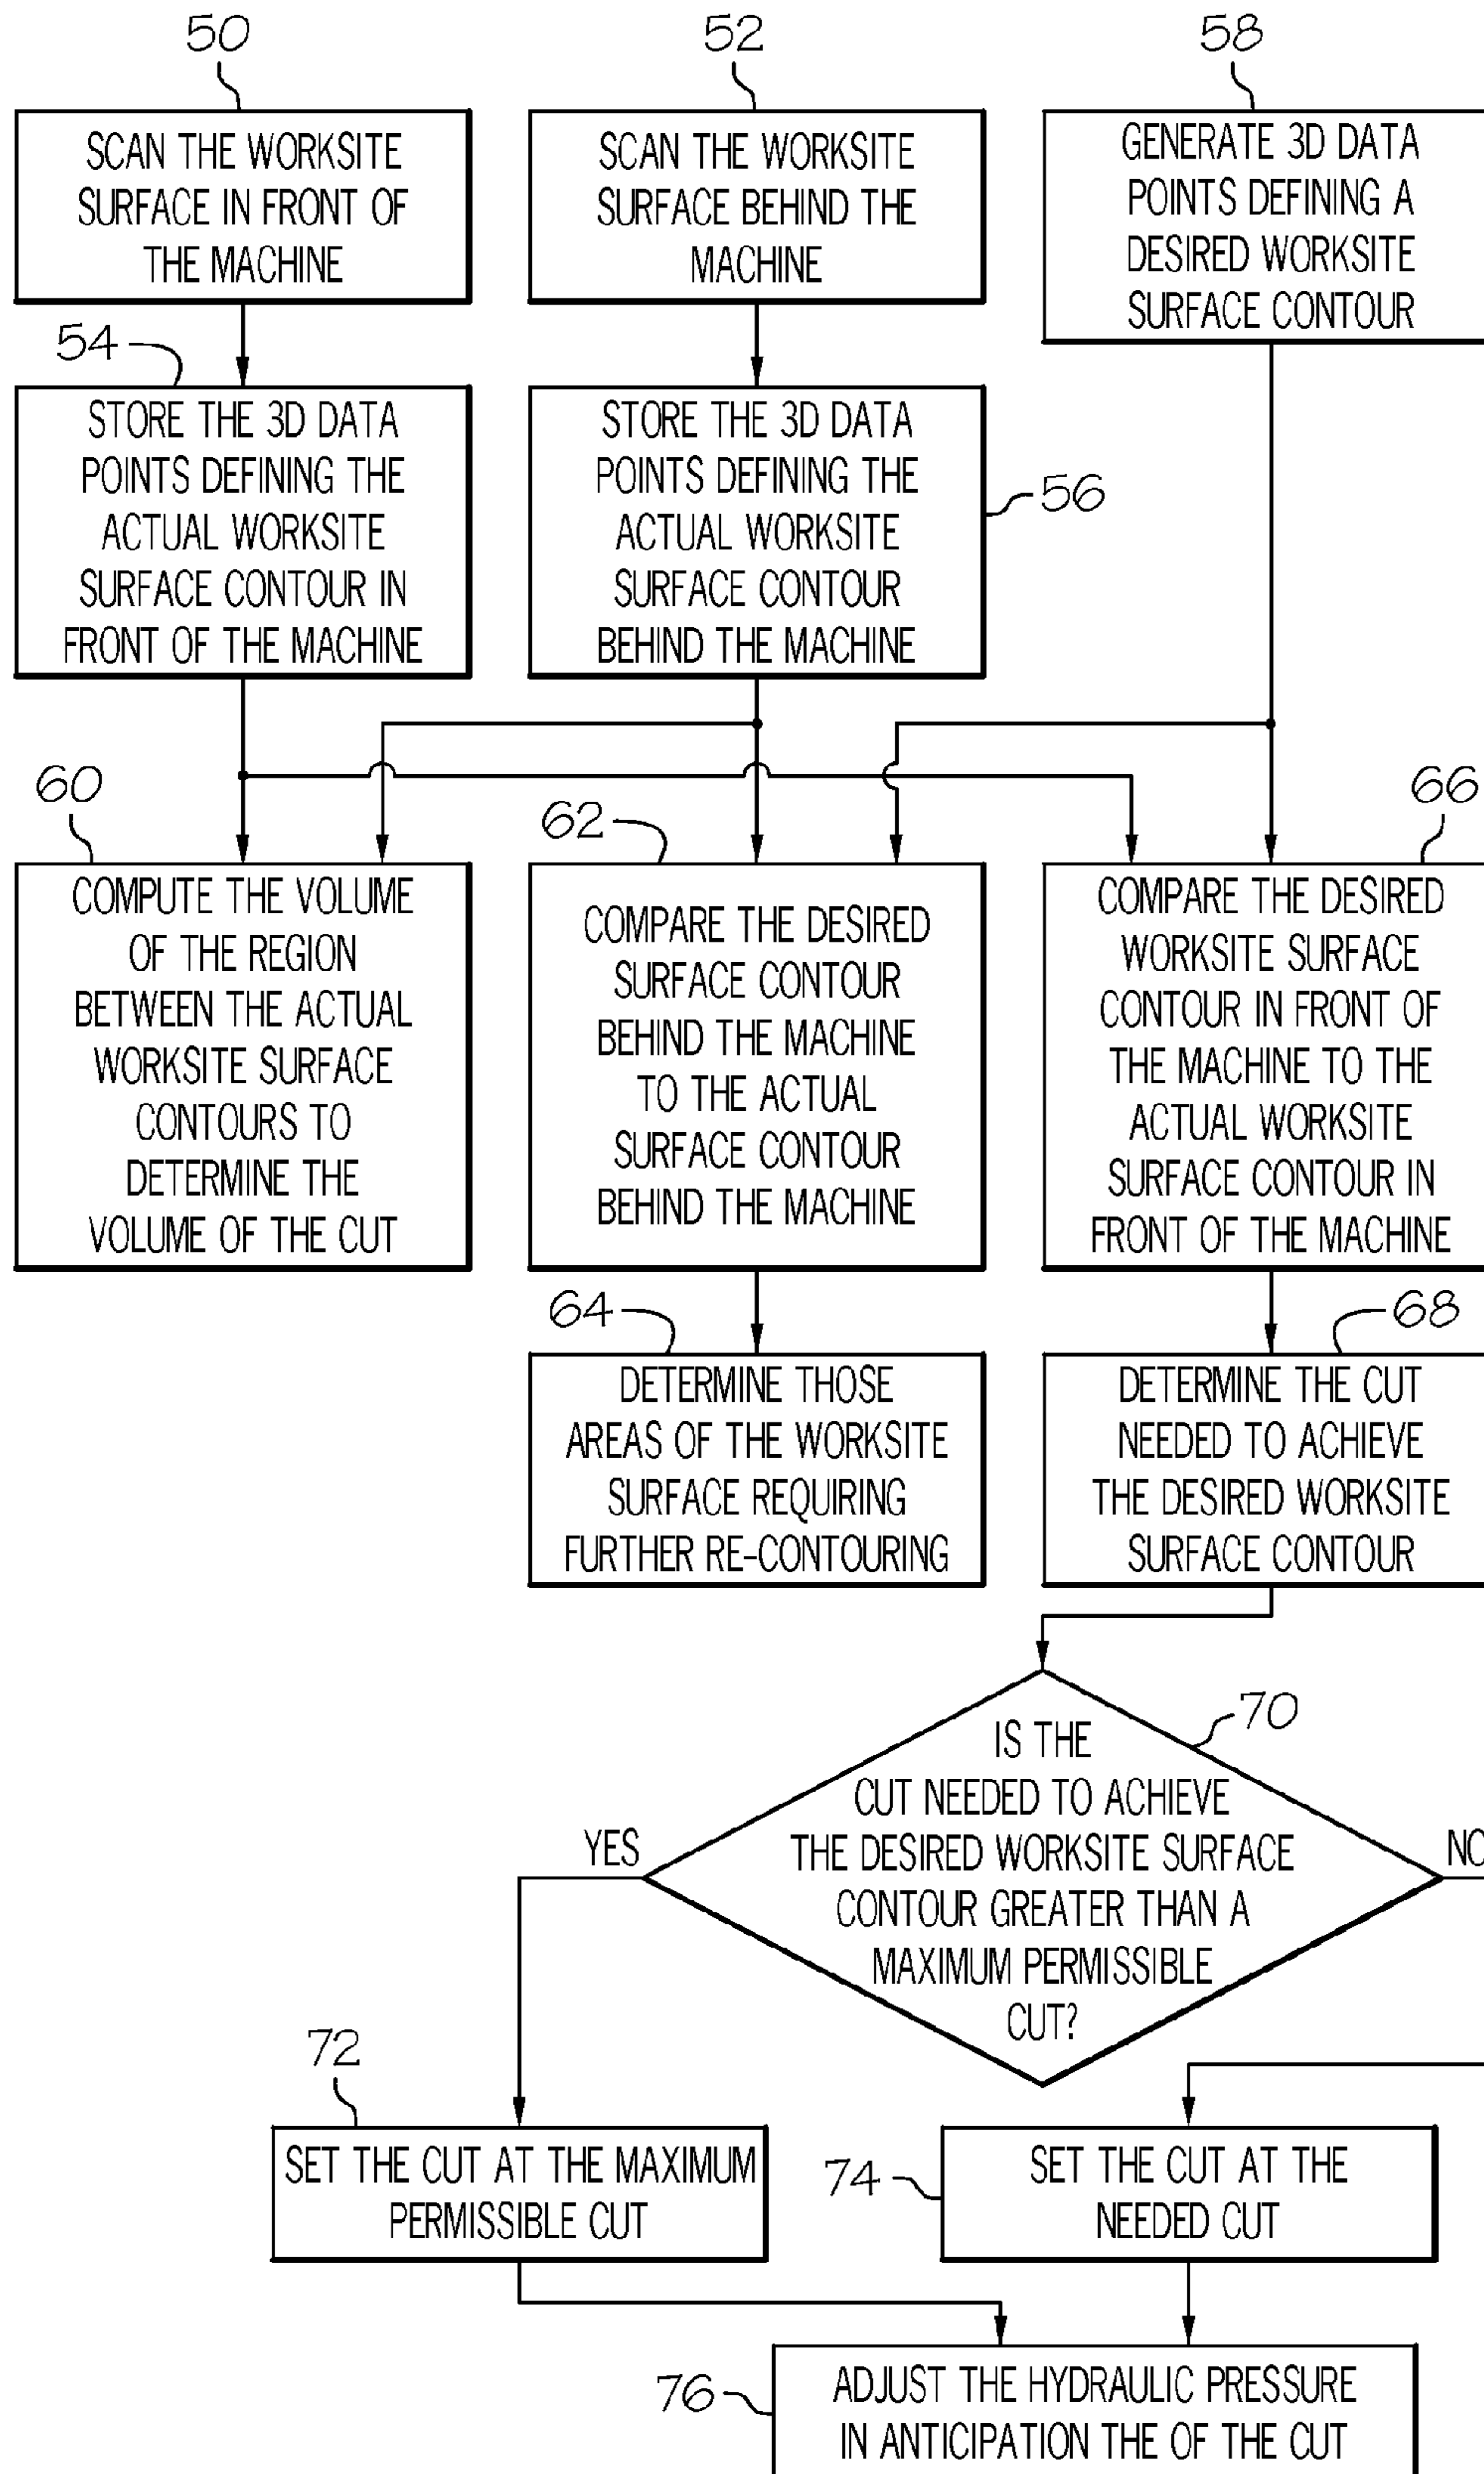 50
SCAN THE WORKSITE
SURFACE IN FRONT OF
THE MACHINE
52
SCAN THE WORKSITE
SURFACE BEHIND THE
MACHINE
58
GENERATE 3D DATA
POINTS DEFINING A
DESIRED WORKSITE
SURFACE CONTOUR
54
STORE THE 3D DATA
POINTS DEFINING THE
ACTUAL WORKSITE
SURFACE CONTOUR IN
FRONT OF THE MACHINE
STORE THE 3D DATA
POINTS DEFINING THE
ACTUAL WORKSITE
SURFACE CONTOUR
BEHIND THE MACHINE
56
60
COMPUTE THE VOLUME
OF THE REGION
BETWEEN THE ACTUAL
WORKSITE SURFACE
CONTOURS TO
DETERMINE THE
VOLUME OF THE CUT
62
COMPARE THE DESIRED
SURFACE CONTOUR
BEHIND THE MACHINE
TO THE ACTUAL
SURFACE CONTOUR
BEHIND THE MACHINE
66
COMPARE THE DESIRED
WORKSITE SURFACE
CONTOUR IN FRONT OF
THE MACHINE TO THE
ACTUAL WORKSITE
SURFACE CONTOUR IN
FRONT OF THE MACHINE
64
DETERMINE THOSE
AREAS OF THE WORKSITE
SURFACE REQUIRING
FURTHER RE-CONTOURING
68
DETERMINE THE CUT
NEEDED TO ACHIEVE
THE DESIRED WORKSITE
SURFACE CONTOUR
70
IS THE
CUT NEEDED TO ACHIEVE
THE DESIRED WORKSITE SURFACE
CONTOUR GREATER THAN A
MAXIMUM PERMISSIBLE
CUT?
YES
NO
72
SET THE CUT AT THE MAXIMUM
PERMISSIBLE CUT
74
SET THE CUT AT THE
NEEDED CUT
76
ADJUST THE HYDRAULIC PRESSURE
IN ANTICIPATION THE OF THE CUT